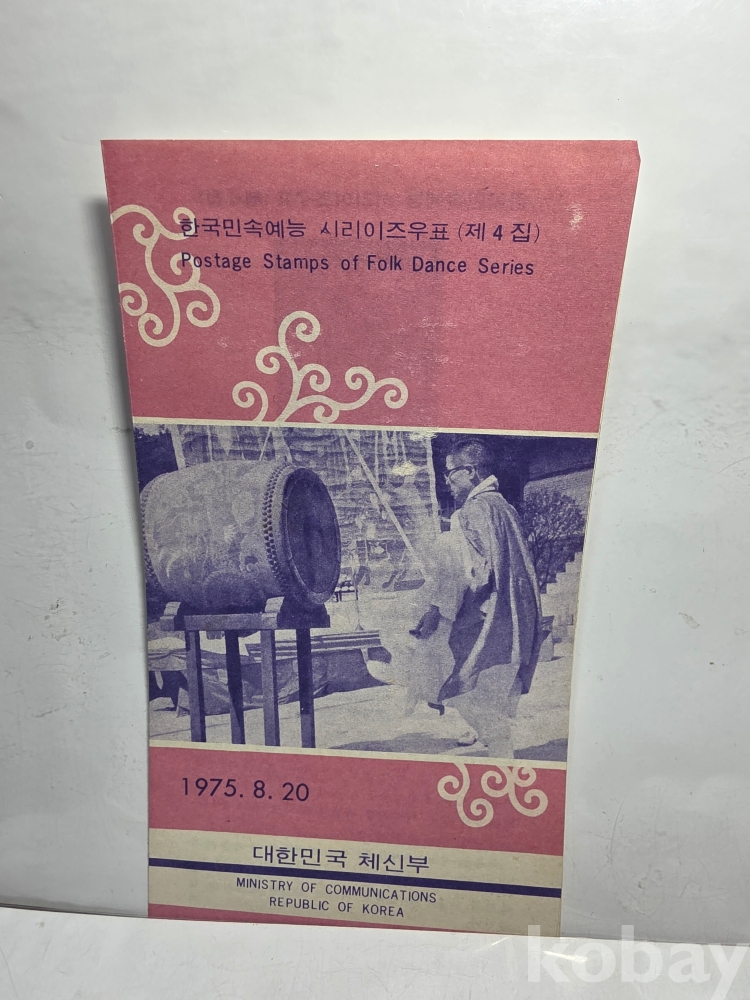 한국민속예능 시리이즈우표 (제 4 집)
Postage Stamps of Folk Dance Series
1975. 8. 20
대한민국 체신부
MINISTRY OF COMMUNICATIONS
REPUBLIC OF KOREA
kobay